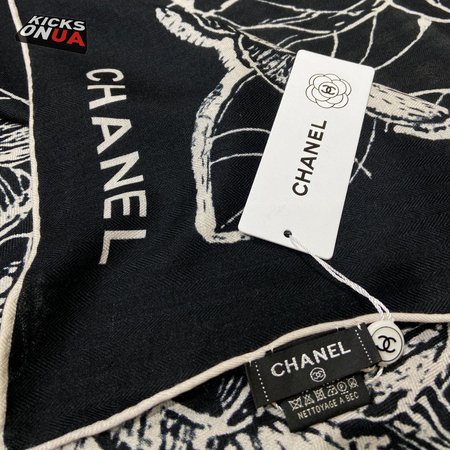 KICKS
ONUA
CHANEL
CHANEL
CHANEL
NETTOYAGE A SEC